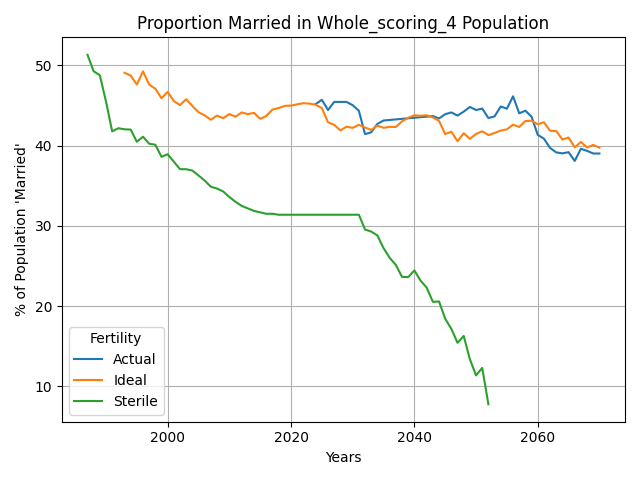 Proportion Married in Whole_scoring_4 Population
% of Population 'Married'
50
40
30
20
10
Fertility
Actual
Ideal
Sterile
2000 2020 2040 2060
Years